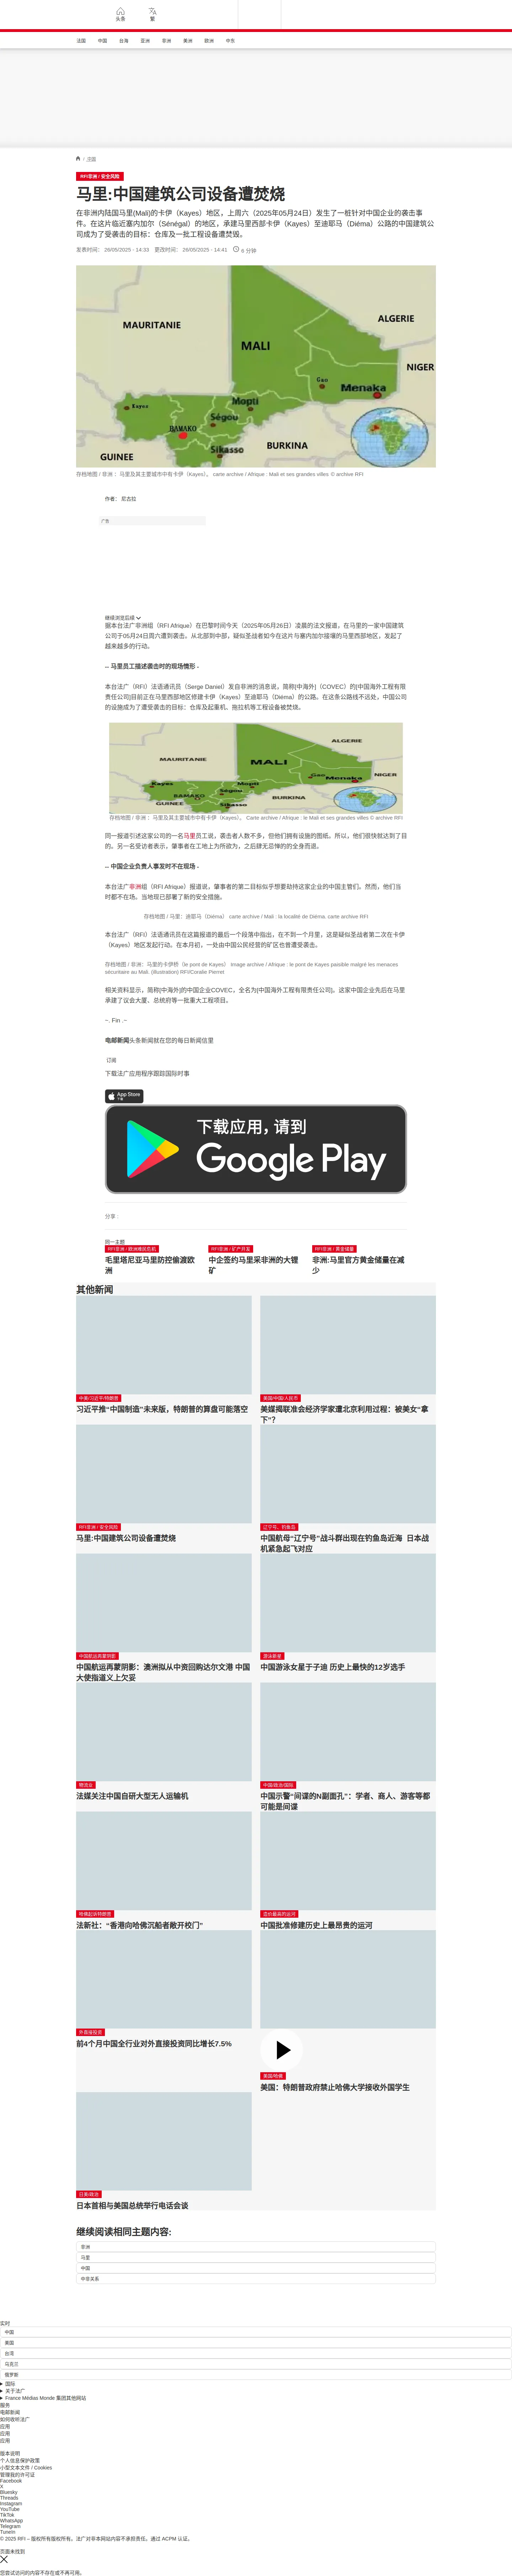 头条
繁
法国
中国
台海
亚洲
非洲
美洲
欧洲
中东
/ 中国
RFI非洲 / 安全风险
马里:中国建筑公司设备遭焚烧
在非洲内陆国马里(Mali)的卡伊（Kayes）地区，上周六（2025年05月24日）发生了一桩针对中国企业的袭击事
件。在这片临近塞内加尔（Sénégal）的地区，承建马里西部卡伊（Kayes）至迪耶马（Diéma）公路的中国建筑公
司成为了受袭击的目标：仓库及一批工程设备遭焚毁。
发表时间： 26/05/2025 - 14:33 更改时间： 26/05/2025 - 14:41 6 分钟
MAURITANIE
ALGERIE
MALI
NIGER
Gao
Menaka
Kayes
Mopti
Ségou
BAMAKO
Sikasso
BURKINA
GUINEE
存档地图 / 非洲 ：马里及其主要城市中有卡伊（Kayes）。 carte archive / Afrique : Mali et ses grandes villes © archive RFI
作者： 尼古拉
广告
继续浏览后续
据本台法广非洲组（RFI Afrique）在巴黎时间今天（2025年05月26日）凌晨的法文报道，在马里的一家中国建筑
公司于05月24日周六遭到袭击。从北部到中部，疑似圣战者如今在这片与塞内加尔接壤的马里西部地区，发起了
越来越多的行动。
-- 马里员工描述袭击时的现场情形 -
本台法广（RFI）法语通讯员（Serge Daniel）发自非洲的消息说，简称[中海外]（COVEC）的[中国海外工程有限
责任公司]目前正在马里西部地区修建卡伊（Kayes）至迪耶马（Diéma）的公路。在这条公路线不远处，中国公司
的设施成为了遭受袭击的目标：仓库及起重机、拖拉机等工程设备被焚烧。
MAURITANIE
ALGERIE
MALI
NIGER
Gao
Menaka
Kayes
Mopti
Ségou
BAMAKO
Sikasso
BURKINA
GUINEE
存档地图 / 非洲 ：马里及其主要城市中有卡伊（Kayes）。 Carte archive / Afrique : le Mali et ses grandes villes © archive RFI
同一报道引述这家公司的一名马里员工说，袭击者人数不多，但他们拥有设施的图纸。所以，他们很快就达到了目
的。另一名受访者表示，肇事者在工地上为所欲为，之后肆无忌惮的的全身而退。
-- 中国企业负责人事发时不在现场 -
本台法广非洲组（RFI Afrique）报道说，肇事者的第二目标似乎想要劫持这家企业的中国主管们。然而，他们当
时都不在场。当地现已部署了新的安全措施。
存档地图 / 马里：迪耶马（Diéma） carte archive / Mali : la localité de Diéma. carte archive RFI
本台法广（RFI）法语通讯员在这篇报道的最后一个段落中指出，在不到一个月里，这是疑似圣战者第二次在卡伊
（Kayes）地区发起行动。在本月初，一处由中国公民经营的矿区也曾遭受袭击。
存档地图 / 非洲：马里的卡伊桥（le pont de Kayes） Image archive / Afrique : le pont de Kayes paisible malgré les menaces
sécuritaire au Mali. (illustration) RFI/Coralie Pierret
相关资料显示，简称[中海外]的中国企业COVEC，全名为[中国海外工程有限责任公司]。这家中国企业先后在马里
承建了议会大厦、总统府等一批重大工程项目。
~. Fin .~
电邮新闻头条新闻就在您的每日新闻信里
订阅
下载法广应用程序跟踪国际时事
App Store
下载
下载应用，请到
Google Play
分享 :
同一主题
RFI非洲 / 欧洲难民危机
毛里塔尼亚马里防控偷渡欧
洲
RFI非洲 / 矿产开发
中企签约马里采非洲的大锂
矿
RFI非洲 / 黄金储量
非洲:马里官方黄金储量在减
少
其他新闻
中美/习近平/特朗普
习近平推“中国制造”未来版，特朗普的算盘可能落空
美国/中国/人民币
美媒揭联准会经济学家遭北京利用过程：被美女“拿
下”？
RFI非洲 / 安全风险
马里:中国建筑公司设备遭焚烧
辽宁号、钓鱼岛
中国航母“辽宁号”战斗群出现在钓鱼岛近海 日本战
机紧急起飞对应
中国航运再蒙阴影
中国航运再蒙阴影：澳洲拟从中资回购达尔文港 中国
大使指道义上欠妥
游泳新星
中国游泳女星于子迪 历史上最快的12岁选手
物流业
法媒关注中国自研大型无人运输机
中国/政治/国际
中国示警“间谍的N副面孔”：学者、商人、游客等都
可能是间谍
哈佛起诉特朗普
法新社：“香港向哈佛沉船者敞开校门”
造价最高的运河
中国批准修建历史上最昂贵的运河
外直接投资
前4个月中国全行业对外直接投资同比增长7.5%
美国/哈佛
美国：特朗普政府禁止哈佛大学接收外国学生
日美/政治
日本首相与美国总统举行电话会谈
继续阅读相同主题内容:
非洲
马里
中国
中非关系
实时
中国
美国
台湾
乌克兰
俄罗斯
国际
关于法广
France Médias Monde 集团其他网站
服务
电邮新闻
如何收听法广
应用
应用
应用
版本说明
个人信息保护政策
小型文本文件 / Cookies
管理我的许可证
Facebook
X
Bluesky
Threads
Instagram
YouTube
TikTok
WhatsApp
Telegram
TuneIn
© 2025 RFI – 版权所有版权所有。法广对非本网站内容不承担责任。通过 ACPM 认证。
页面未找到
您尝试访问的内容不存在或不再可用。